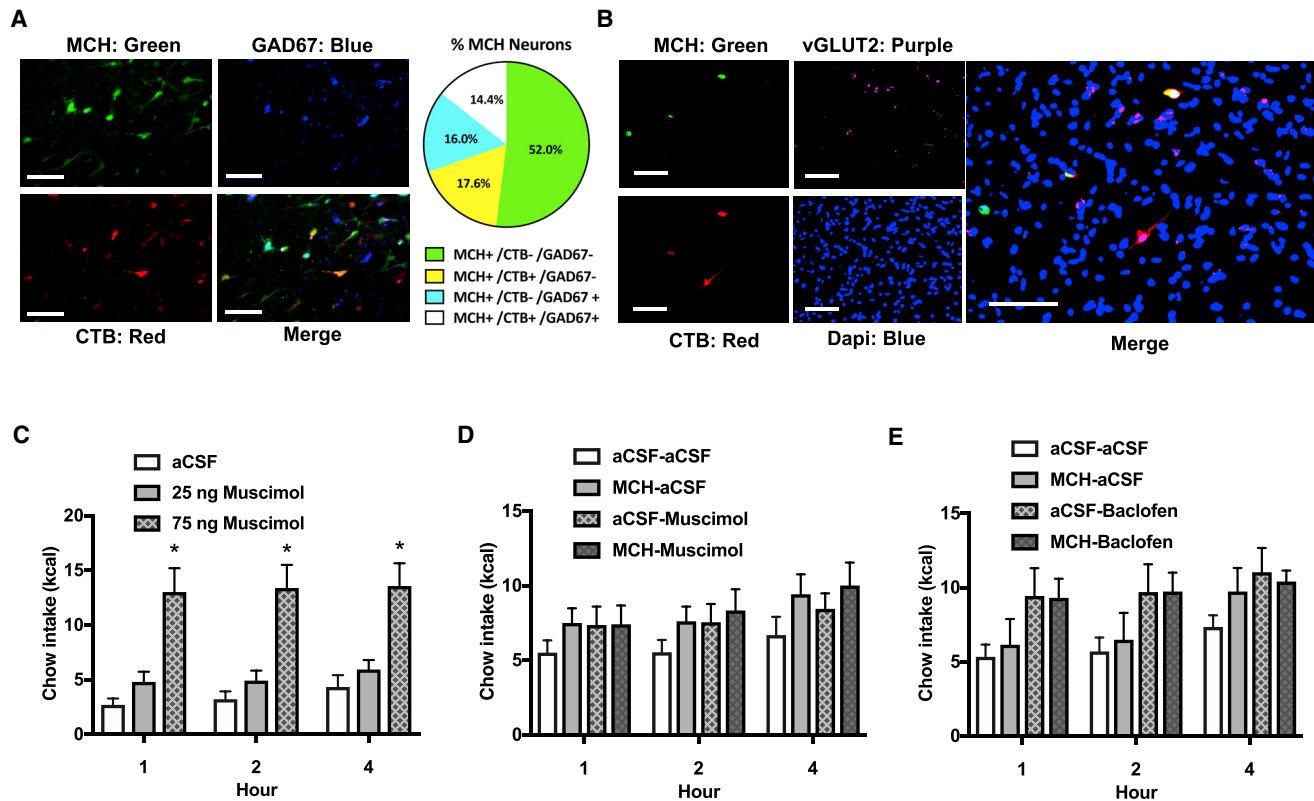 A
MCH: Green
GAD67: Blue
CTB: Red
Merge
% MCH Neurons
14.4%
16.0%
52.0%
17.6%
MCH+ /CTB- /GAD67-
MCH+ /CTB+ /GAD67-
MCH+ /CTB- /GAD67 +
MCH+ /CTB+ /GAD67+
B
MCH: Green
vGLUT2: Purple
CTB: Red
Dapi: Blue
Merge
C
aCSF
25 ng Muscimol
75 ng Muscimol
Chow intake (kcal)
20
15
10
5
0
*
*
*
1
2
4
Hour
D
aCSF-aCSF
MCH-aCSF
aCSF-Muscimol
MCH-Muscimol
Chow intake (kcal)
15
10
5
0
1
2
4
Hour
E
aCSF-aCSF
MCH-aCSF
aCSF-Baclofen
MCH-Baclofen
Chow intake (kcal)
15
10
5
0
1
2
4
Hour